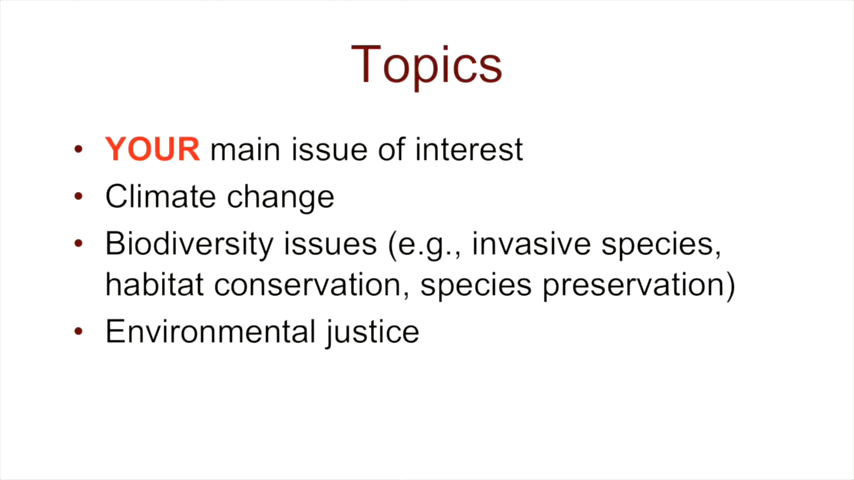 Topics
• YOUR main issue of interest
• Climate change
• Biodiversity issues (e.g., invasive species,
habitat conservation, species preservation)
• Environmental justice